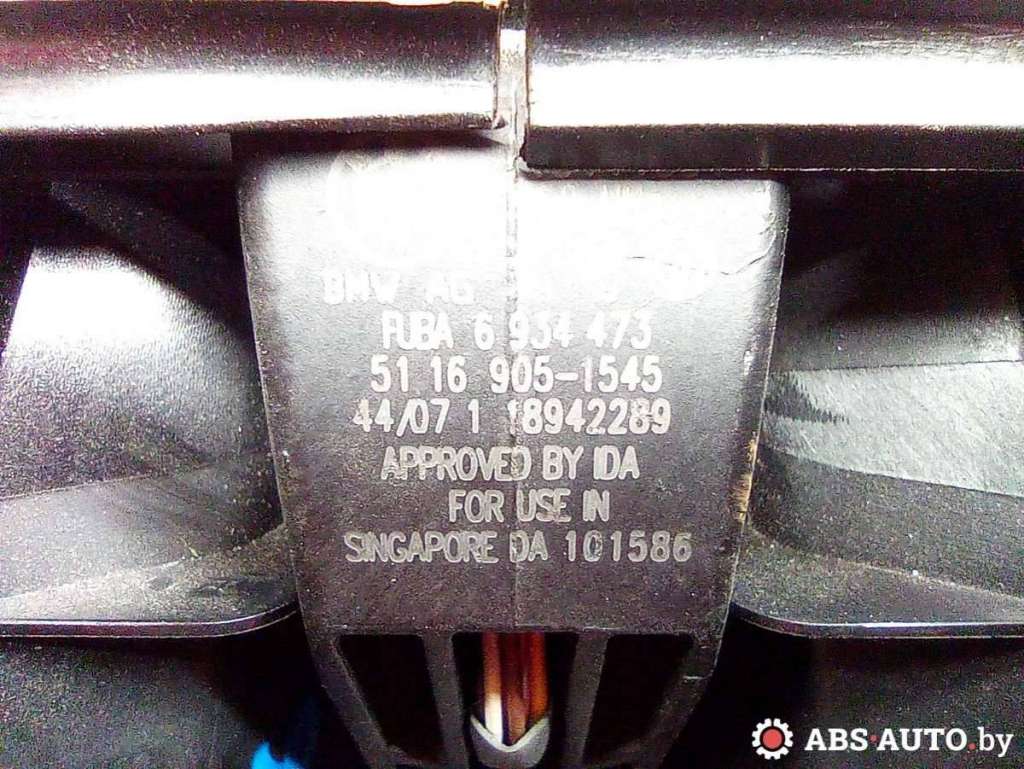 BMW AG
FUBA 6 934 473
51 16 905-1545
44/07 1 18942289
APPROVED BY IDA
FOR USE IN
SINGAPORE DA 101586
ABS-AUTO.by